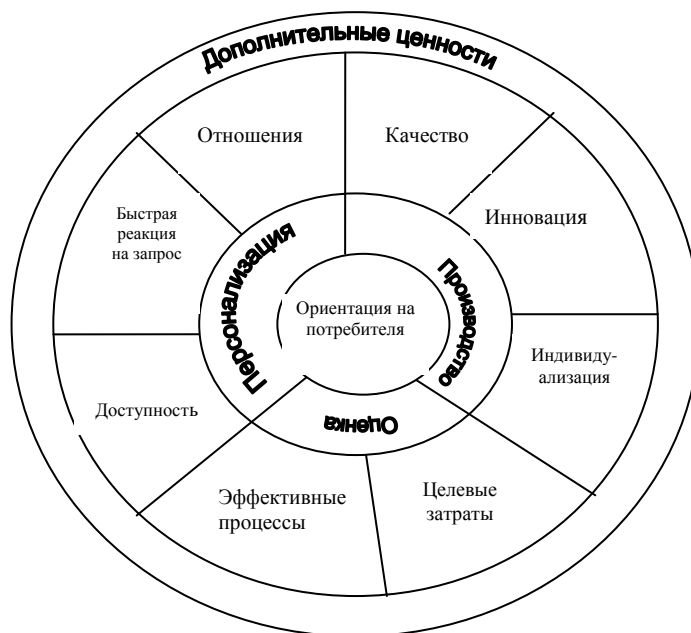 Дополнительные ценности
Отношения
Качество
Быстрая
реакция
на запрос
Инновация
Персонализация
Производство
Ориентация на
потребителя
Индивиду-
ализация
Доступность
Оценка
Эффективные
процессы
Целевые
затраты